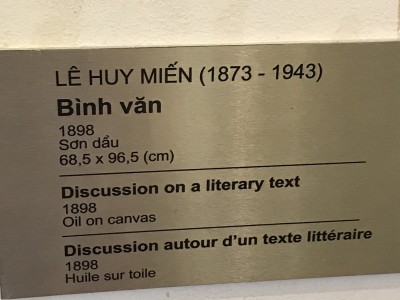 LÊ HUY MIẾN (1873 - 1943)
Bình văn
1898
Sơn dầu
68,5 x 96,5 (cm)
Discussion on a literary text
1898
Oil on canvas
Discussion autour d'un texte littéraire
1898
Huile sur toile